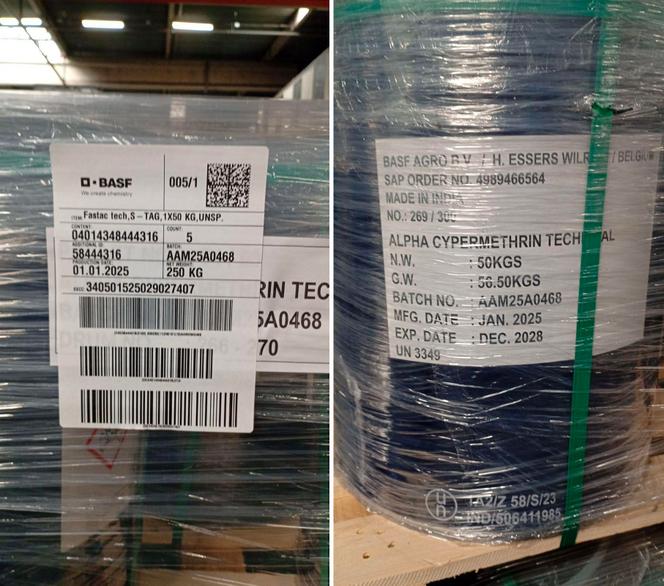 BASF
We create chemistry
005/1
ITEM: Fastac tech,S-TAG,1X50 KG,UNSP.
CONTENT:
04014348444316
COUNT:
5
ADDITIONAL ID:
58444316
BATCH:
AAM25A0468
PRODUCTION DATE
01.01.2025
NET WEIGHT:
250 KG
SSCC: 340501525029027407
RIN TEC
5A0468
266 - 270
BASF AGRO B.V. / H. ESSERS / BELGIUM
SAP ORDER NO. 4989466564
MADE IN INDIA
NO.: 269 / 300
ALPHA CYPERMETHRIN TECHNICAL
N.W. : 50KGS
G.W. : 56.50KGS
BATCH NO. : AAM25A0468
MFG. DATE : JAN. 2025
EXP. DATE : DEC. 2028
UN 3349
un
1A2/Z 58/S/23
IND/506411985